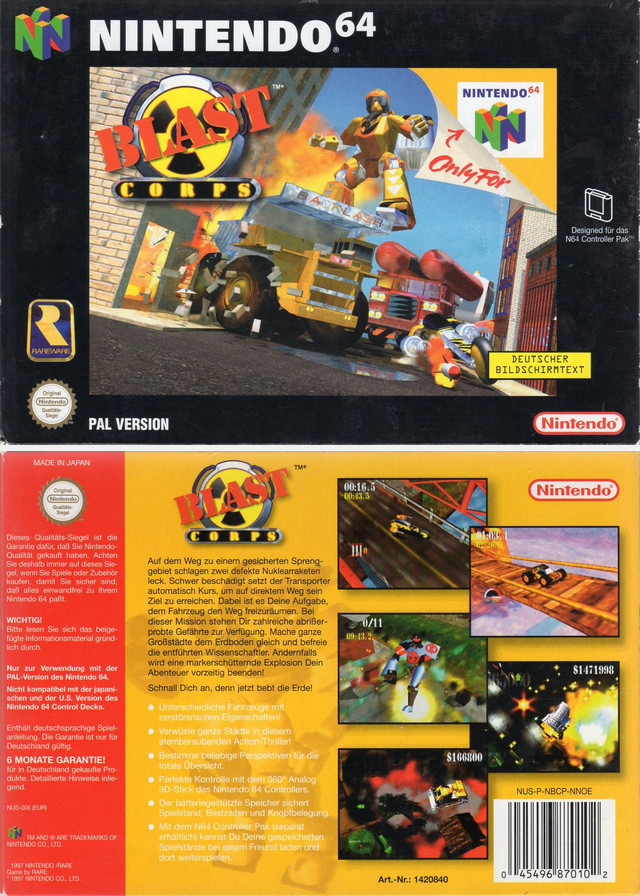 NINTENDO 64
BLAST
CORPS
™
BACKLASH
NINTENDO 64
Only For
Designed für das
N64 Controller Pak™
RAREWARE
Original
Nintendo
Qualitäts-
Siegel
PAL VERSION
DEUTSCHER
BILDSCHIRMTEXT
Nintendo®
MADE IN JAPAN
Original
Nintendo
Qualitäts-
Siegel
Dieses Qualitäts-Siegel ist die
Garantie dafür, daß Sie Nintendo-
Qualität gekauft haben. Achten
Sie deshalb immer auf dieses Sie-
gel, wenn Sie Spiele oder Zubehör
kaufen, damit Sie sicher sind,
daß alles einwandfrei zu Ihrem
Nintendo 64 paßt.
WICHTIG!
Bitte lesen Sie sich das beige-
fügte Informationsmaterial gründ-
lich durch.
Nur zur Verwendung mit der
PAL-Version des Nintendo 64.
Nicht kompatibel mit der japani-
schen und der U.S. Version des
Nintendo 64 Control Decks.
Enthält deutschsprachige Spiel-
anleitung. Die Garantie ist nur für
Deutschland gültig.
6 MONATE GARANTIE!
für in Deutschland gekaufte Pro-
dukte. Detaillierte Hinweise inlie-
gend.
NUS-006 (EUR)
™ AND ® ARE TRADEMARKS OF
NINTENDO CO., LTD.
1997 NINTENDO /RARE
Game by RARE.
© 1997 NINTENDO CO., LTD.
BLAST
CORPS
™
Auf dem Weg zu einem gesicherten Spreng-
gebiet schlagen zwei defekte Nuklearraketen
leck. Schwer beschädigt setzt der Transporter
automatisch Kurs, um auf direktem Weg sein
Ziel zu erreichen. Dabei ist es Deine Aufgabe,
dem Fahrzeug den Weg freizuräumen. Bei
dieser Mission stehen Dir zahlreiche abrißer-
probte Gefährte zur Verfügung. Mache ganze
Großstädte dem Erdboden gleich und befreie
die entführten Wissenschaftler. Andernfalls
wird eine markerschütternde Explosion Dein
Abenteuer vorzeitig beenden!
Schnall Dich an, denn jetzt bebt die Erde!
Unterschiedliche Fahrzeuge mit
zerstörerischen Eigenschaften!
Verwüste ganze Städte in diesem
atemberaubenden Action-Thriller!
Bestimme beliebige Perspektiven für die
totale Übersicht.
Perfekte Kontrolle mit dem 360° Analog
3D-Stick des Nintendo 64 Controllers.
Der batteriegestützte Speicher sichert
Spielstand, Bestzeiten und Knopfbelegung.
Mit dem N64 Controller Pak (separat
erhältlich) kannst Du Deine gespeicherten
Spielstände bei einem Freund laden und
dort weiterspielen.
00:16.5
00:43.5
Nintendo®
0/11
09:43.2
$1471998
$166800
NUS-P-NBCP-NNOE
0 45496 87010 2
Art.-Nr.: 1420840